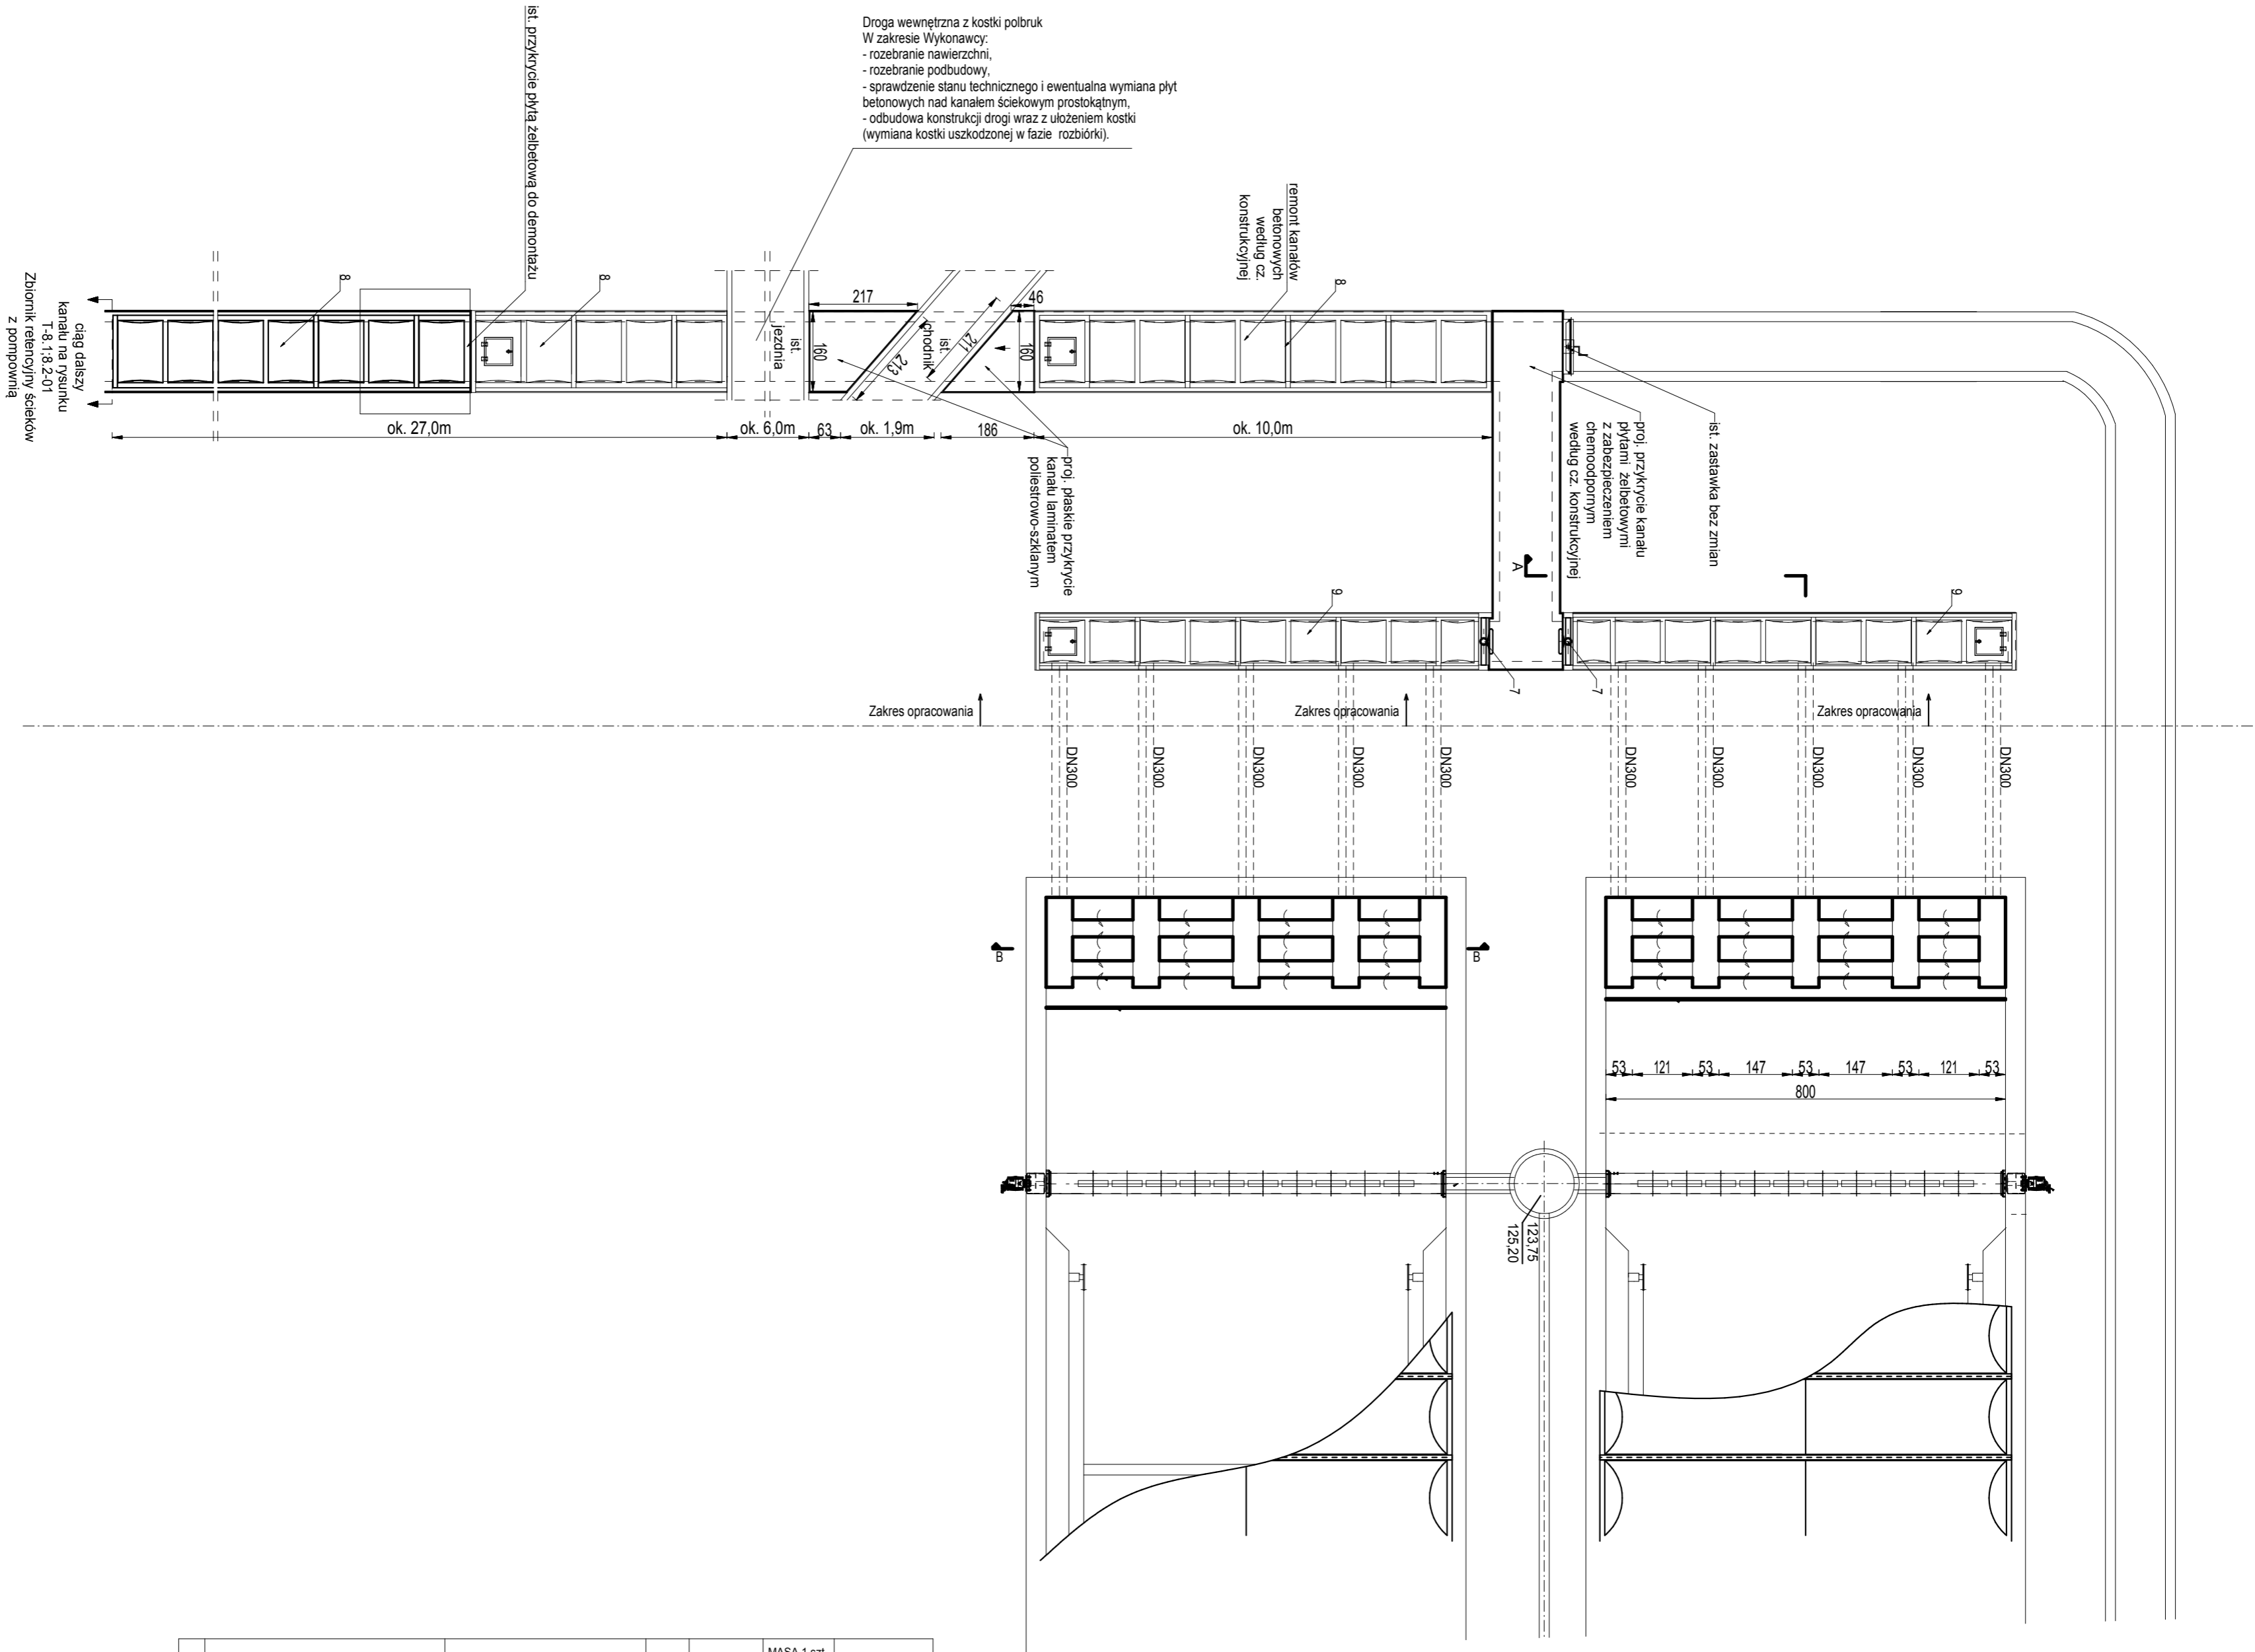 Droga wewnętrzna z kostki polbruk
W zakresie Wykonawcy:
- rozebranie nawierzchni,
- rozebranie podbudowy,
- sprawdzenie stanu technicznego i ewentualna wymiana płyt
betonowych nad kanałem ściekowym prostokątnym,
- odbudowa konstrukcji drogi wraz z ułożeniem kostki
(wymiana kostki uszkodzonej w fazie rozbiórki).
ist. przykrycie płytą żelbetową do demontażu
remont kanałów
betonowych
według cz.
konstrukcyjnej
8
8
8
ciąg dalszy
kanału na rysunku
T-8.1;8.2-01
Zbiornik retencyjny ścieków
z pompownią
217
46
ist.
jezdnia
160
213
ist.
chodnik
211
160
ok. 27,0m
ok. 6,0m
63
ok. 1,9m
186
ok. 10,0m
proj. płaskie przykrycie
kanału laminatem
poliestrowo-szklanym
proj. przykrycie kanału
płytami żelbetowymi
z zabezpieczeniem
chemoodpornym
według cz. konstrukcyjnej
ist. zastawka bez zmian
A
9
9
7
7
Zakres opracowania
Zakres opracowania
Zakres opracowania
DN300
DN300
DN300
DN300
DN300
DN300
DN300
DN300
DN300
DN300
B
B
53
121
53
147
53
147
53
121
53
800
123,75
125,20
MASA 1 szt.